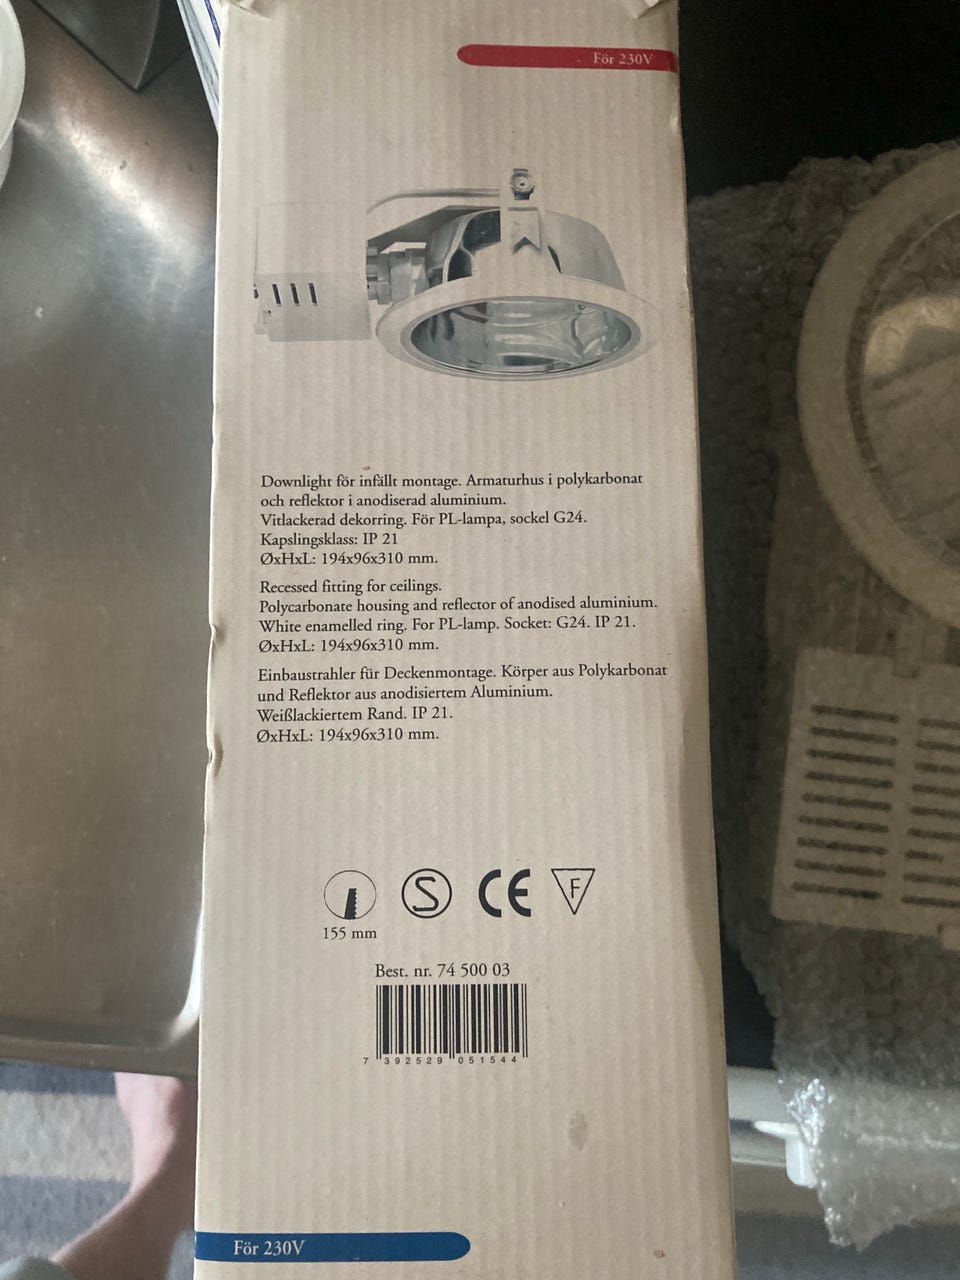 För 230V
Downlight för infällt montage. Armaturhus i polykarbonat
och reflektor i anodiserad aluminium.
Vitlackerad dekorring. För PL-lampa, sockel G24.
Kapslingsklass: IP 21
ØxHxL: 194x96x310 mm.
Recessed fitting for ceilings.
Polycarbonate housing and reflector of anodised aluminium.
White enamelled ring. For PL-lamp. Socket: G24. IP 21.
ØxHxL: 194x96x310 mm.
Einbaustrahler für Deckenmontage. Körper aus Polykarbonat
und Reflektor aus anodisiertem Aluminium.
Weißlackiertem Rand. IP 21.
ØxHxL: 194x96x310 mm.
S CE F
155 mm
Best. nr. 74 500 03
7 392529 051544
För 230V